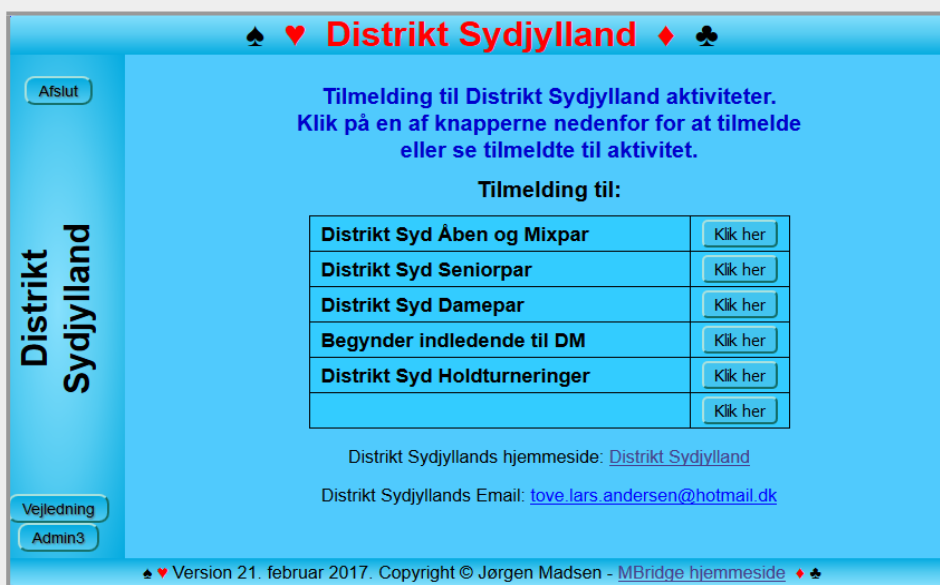 ♠ ♥ Distrikt Sydjylland ♦ ♣
Afslut
Distrikt
Sydjylland
Vejledning
Admin3
Tilmelding til Distrikt Sydjylland aktiviteter.
Klik på en af knapperne nedenfor for at tilmelde
eller se tilmeldte til aktivitet.
Tilmelding til:
Distrikt Syd Åben og Mixpar Klik her
Distrikt Syd Seniorpar Klik her
Distrikt Syd Damepar Klik her
Begynder indledende til DM Klik her
Distrikt Syd Holdturneringer Klik her
Klik her
Distrikt Sydjyllands hjemmeside: Distrikt Sydjylland
Distrikt Sydjyllands Email: tove.lars.andersen@hotmail.dk
♠ ♥ Version 21. februar 2017. Copyright © Jørgen Madsen - MBridge hjemmeside ♦ ♣